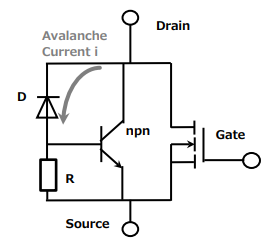 Drain
Avalanche
Current i
D
npn
Gate
R
Source